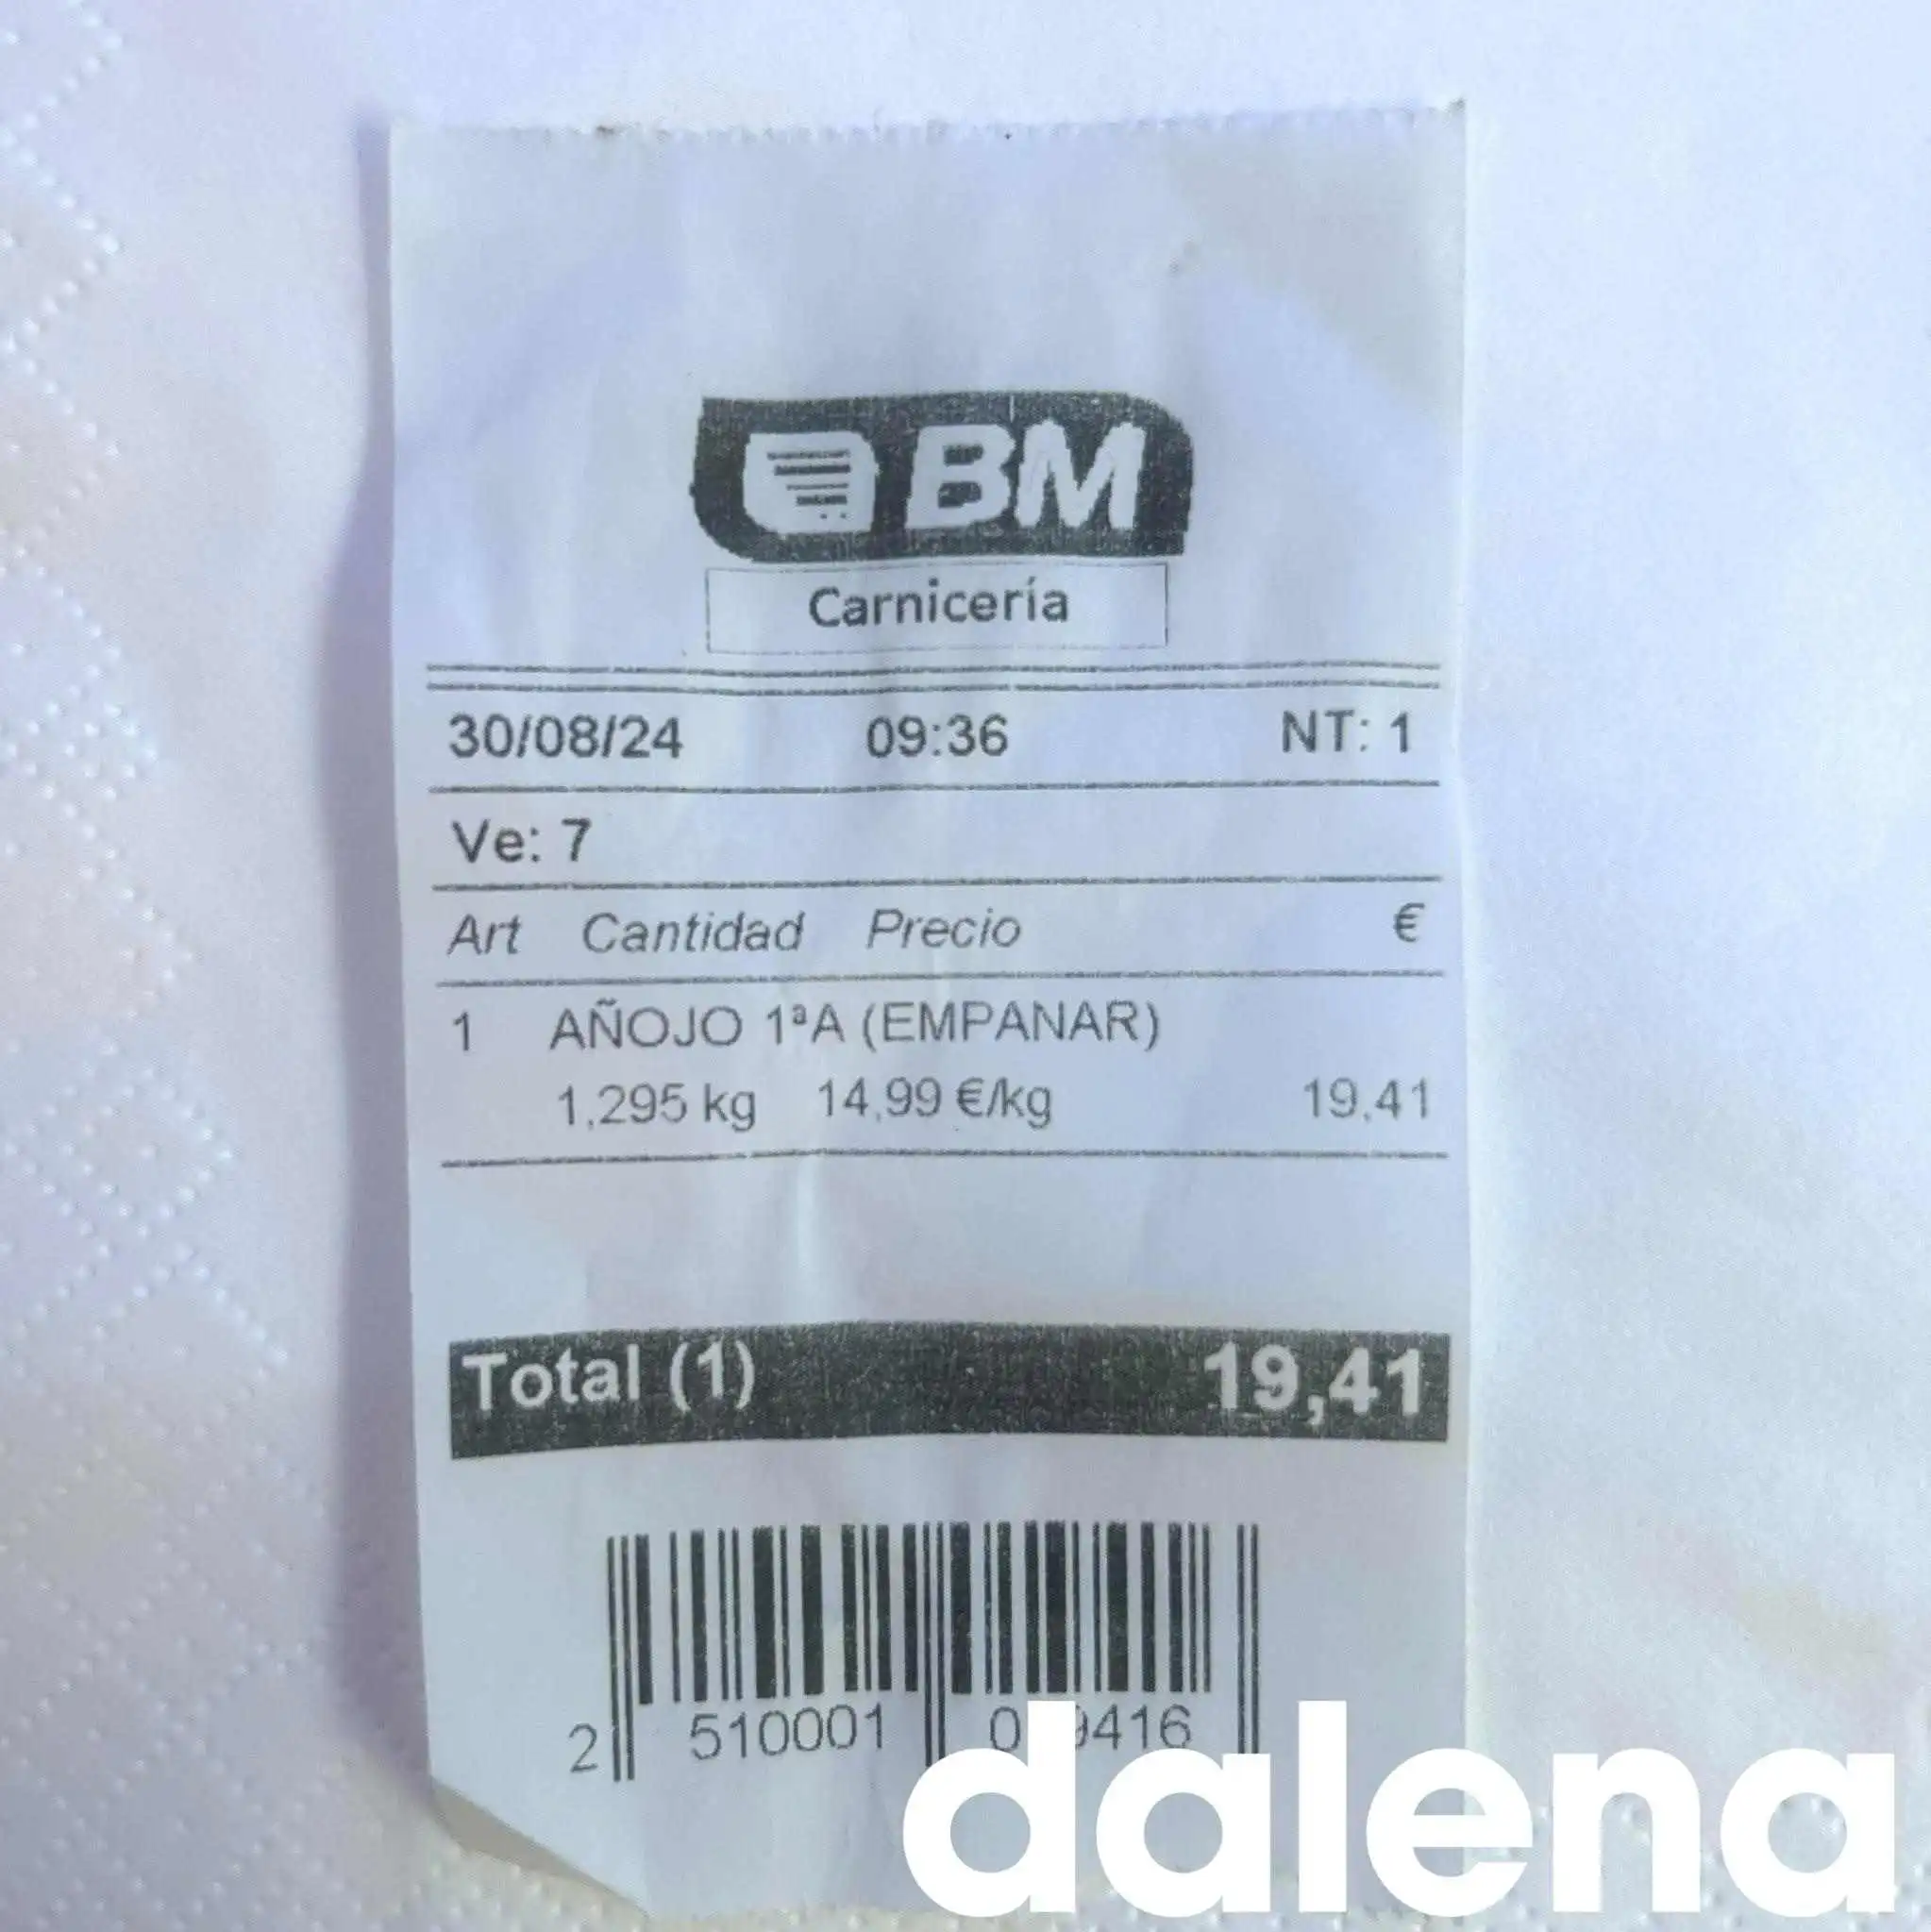 BM
Carnicería
30/08/24 09:36 NT: 1
Ve: 7
Art Cantidad Precio €
1 AÑOJO 1ªA (EMPANAR)
1,295 kg 14,99 €/kg 19,41
Total (1) 19,41
2 510001
dalena